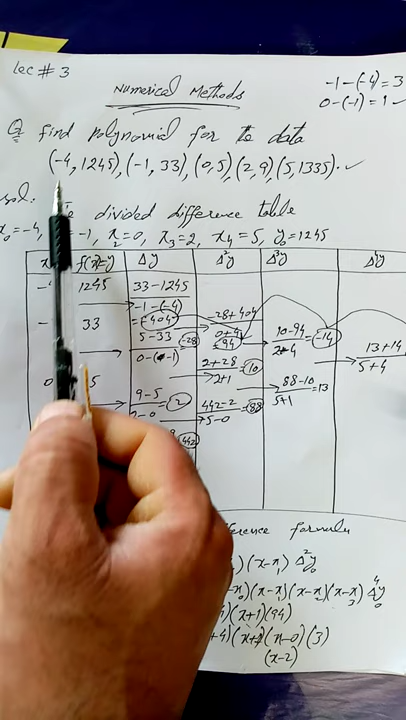 Lec # 3
Numerical Methods
-1-(-4)=3
0-(-1)=1 ✓
Q find Polynomial for the data
(-4, 1245), (-1, 33), (0, 5) (2, 9) (5, 1335). ✓
sol: divided difference table
x₀=-4, =-1, x₂=0, x₃=2, x₄=5, y₀=1245
f(x)=y Δy Δ²y Δ³y Δ⁴y
1245 33-1245
-1-(-4)
=-404 -28+404
33 5-33 0+4 10-94 =-14
0-(-1) -28 94 2+4 13+14
2+28 =10 5+4
5 2+1 88-10 =13
9-5 =2 442-2 =88 5+1
2-0 5-0
442
formula
(x-x₁) Δ²y₀
(x-x₁)(x-x₂)(x-x₃) Δ⁴y₀
(x+1)(94)
(x-0)(3)
(x-2)